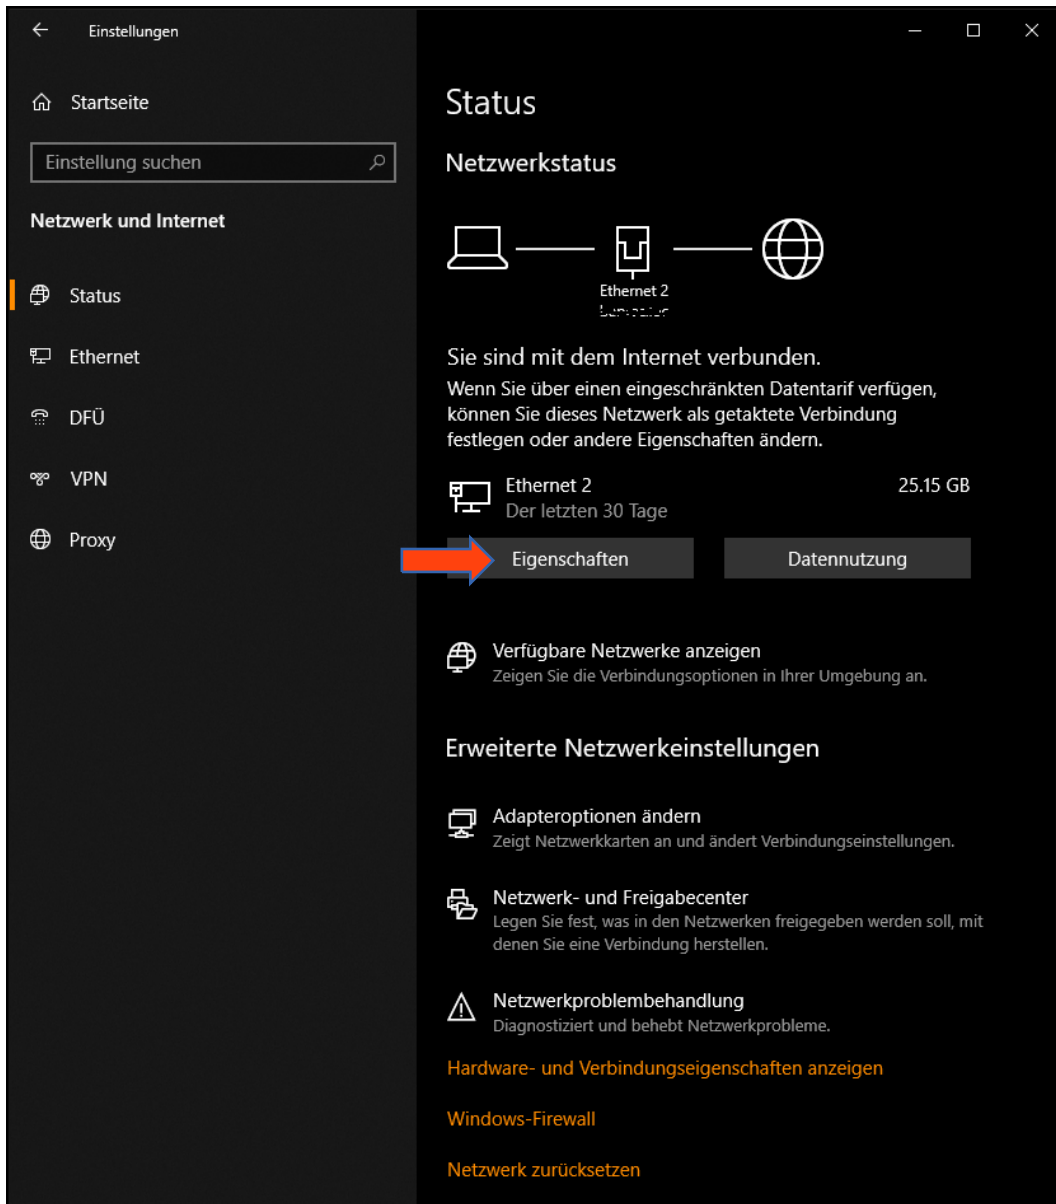 Einstellungen
Startseite
Einstellung suchen
Netzwerk und Internet
Status
Ethernet
DFÜ
VPN
Proxy
Status
Netzwerkstatus
Ethernet 2
Sie sind mit dem Internet verbunden.
Wenn Sie über einen eingeschränkten Datentarif verfügen,
können Sie dieses Netzwerk als getaktete Verbindung
festlegen oder andere Eigenschaften ändern.
Ethernet 2 25.15 GB
Der letzten 30 Tage
Eigenschaften Datennutzung
Verfügbare Netzwerke anzeigen
Zeigen Sie die Verbindungsoptionen in Ihrer Umgebung an.
Erweiterte Netzwerkeinstellungen
Adapteroptionen ändern
Zeigt Netzwerkkarten an und ändert Verbindungseinstellungen.
Netzwerk- und Freigabecenter
Legen Sie fest, was in den Netzwerken freigegeben werden soll, mit
denen Sie eine Verbindung herstellen.
Netzwerkproblembehandlung
Diagnostiziert und behebt Netzwerkprobleme.
Hardware- und Verbindungseigenschaften anzeigen
Windows-Firewall
Netzwerk zurücksetzen